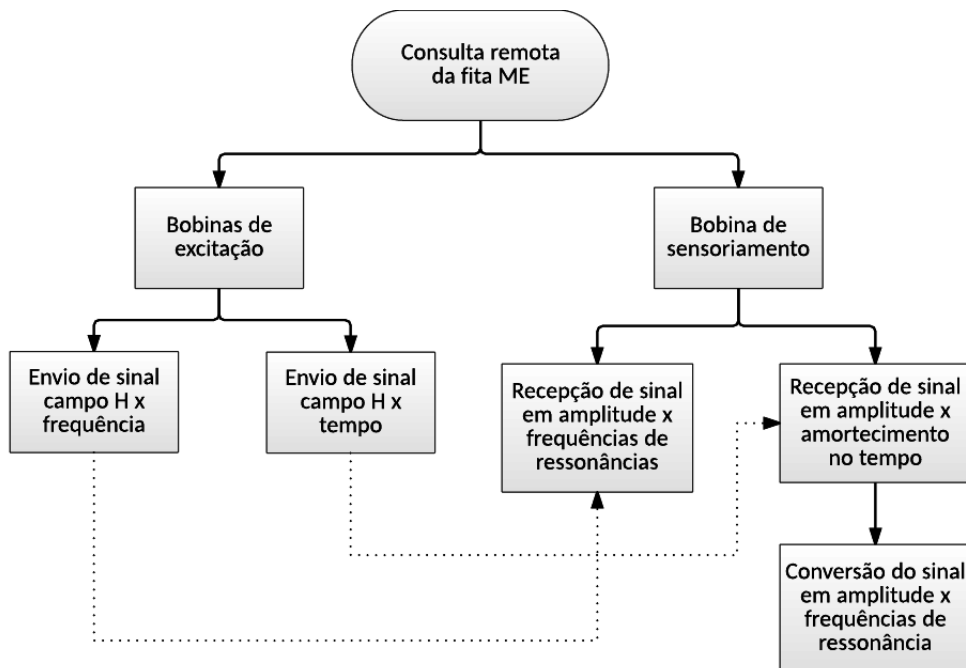 Consulta remota
da fita ME
Bobinas de
excitação
Bobina de
sensoriamento
Envio de sinal
campo H x
frequência
Envio de sinal
campo H x
tempo
Recepção de sinal
em amplitude x
frequências de
ressonâncias
Recepção de sinal
em amplitude x
amortecimento
no tempo
Conversão do sinal
em amplitude x
frequências de
ressonância